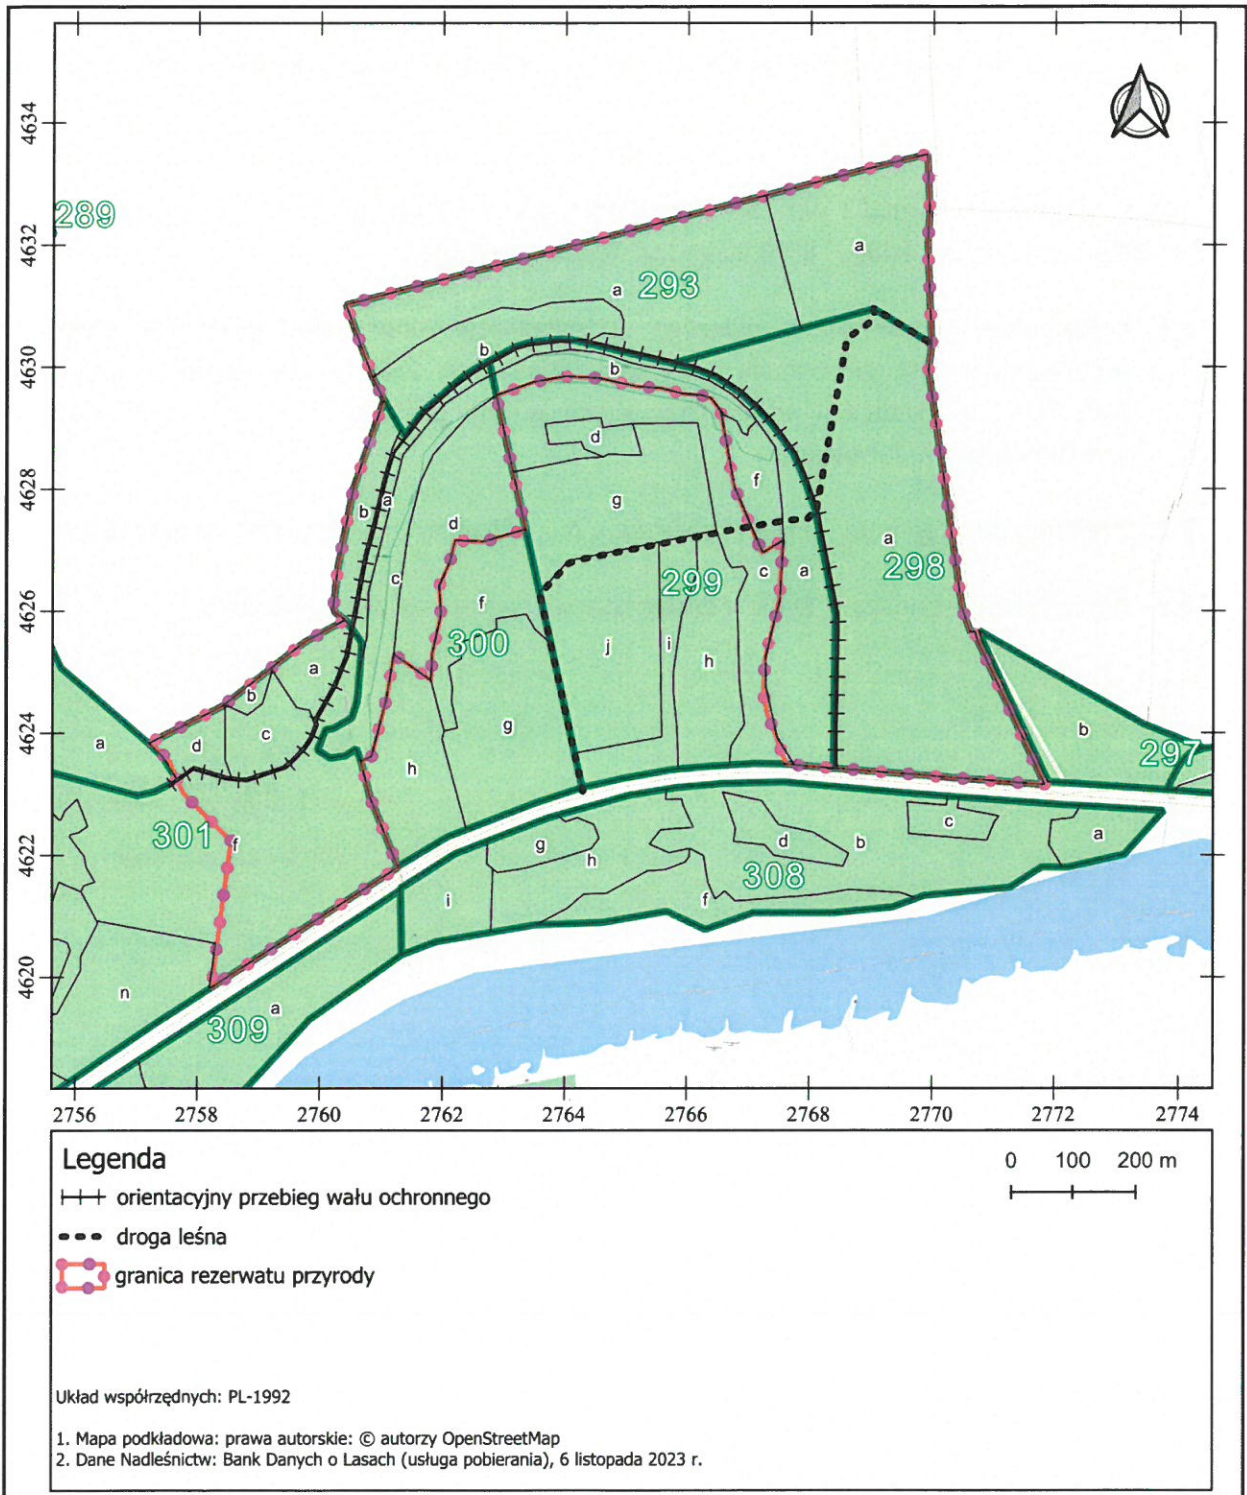 4634
4632
4630
4628
4626
4624
4622
4620
289
a
a 293
b
b
d
f
g
b a
d
a 298
c
299
c a
f
300
j i h
a
b
g
b
a
c
d
h
297
a
301 f
g
h
d
b
c
a
308
i
f
n
a
309
2756 2758 2760 2762 2764 2766 2768 2770 2772 2774
Legenda
0 100 200 m
orientacyjny przebieg wału ochronnego
droga leśna
granica rezerwatu przyrody
Układ współrzędnych: PL-1992
1. Mapa podkładowa: prawa autorskie: © autorzy OpenStreetMap
2. Dane Nadleśnictw: Bank Danych o Lasach (usługa pobierania), 6 listopada 2023 r.